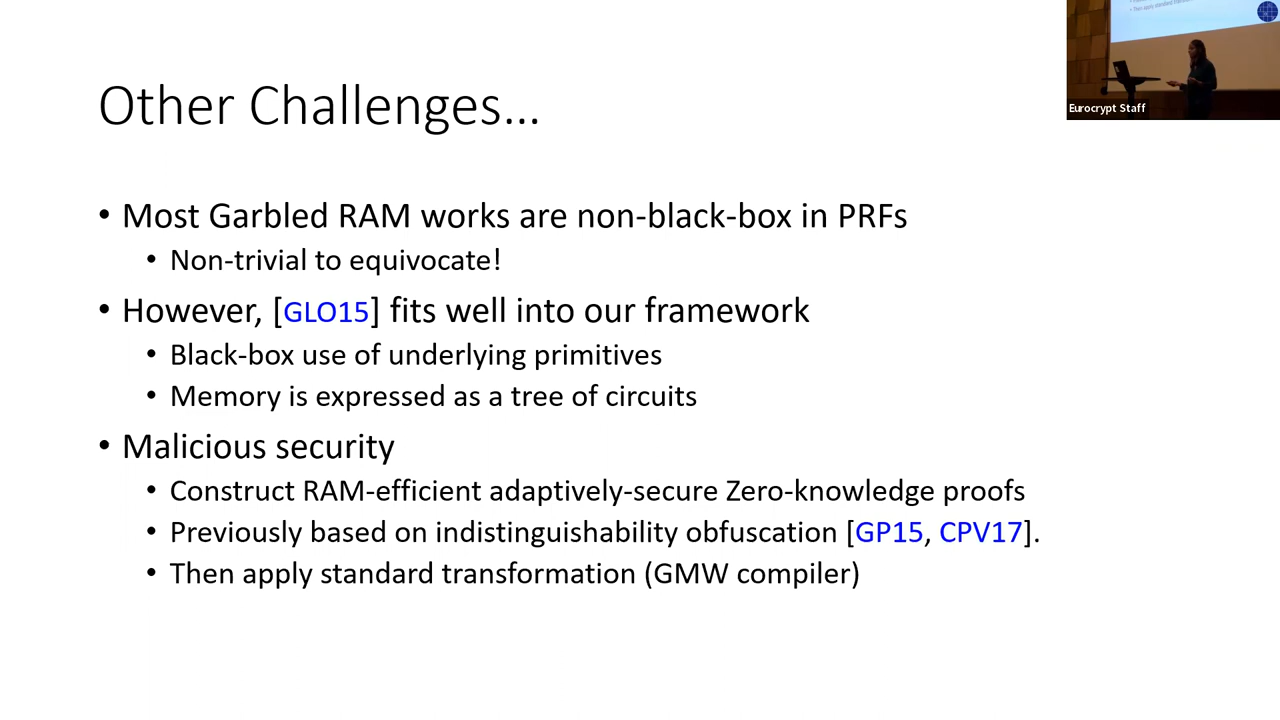 Other Challenges...
• Most Garbled RAM works are non-black-box in PRFs
• Non-trivial to equivocate!
• However, [GLO15] fits well into our framework
• Black-box use of underlying primitives
• Memory is expressed as a tree of circuits
• Malicious security
• Construct RAM-efficient adaptively-secure Zero-knowledge proofs
• Previously based on indistinguishability obfuscation [GP15, CPV17].
• Then apply standard transformation (GMW compiler)
Eurocrypt Staff